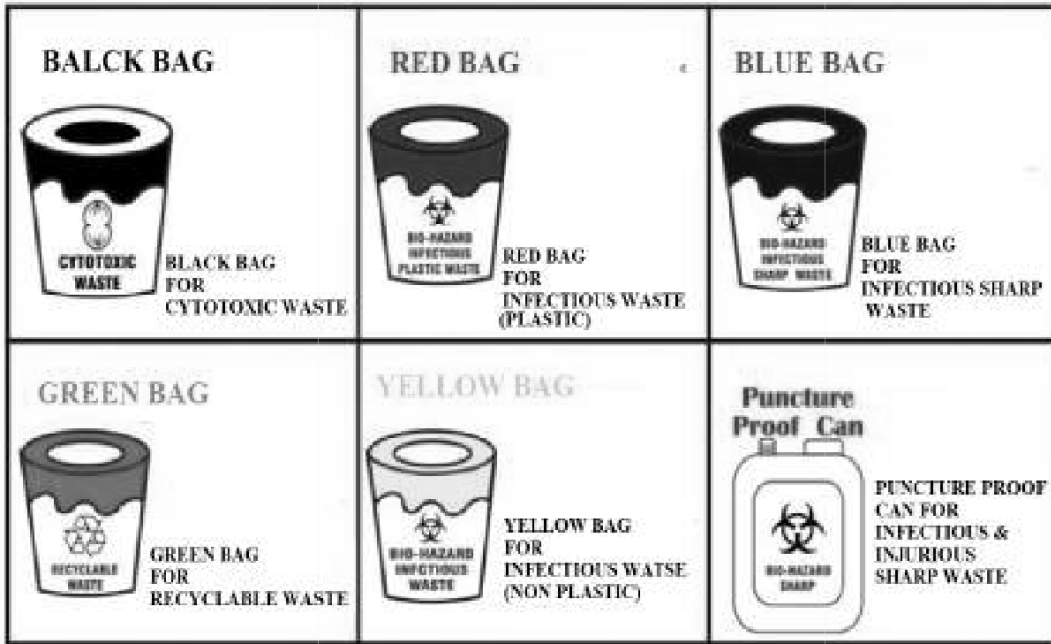 BALCK BAG
CYTOTOXIC
WASTE
BLACK BAG
FOR
CYTOTOXIC WASTE
RED BAG
BIO-HAZARD
INFECTIOUS
PLASTIC WASTE
RED BAG
FOR
INFECTIOUS WASTE
(PLASTIC)
BLUE BAG
BIO-HAZARD
INFECTIOUS
SHARP WASTE
BLUE BAG
FOR
INFECTIOUS SHARP
WASTE
GREEN BAG
RECYCLABLE
WASTE
GREEN BAG
FOR
RECYCLABLE WASTE
YELLOW BAG
BIO-HAZARD
INFECTIOUS
WASTE
YELLOW BAG
FOR
INFECTIOUS WATSE
(NON PLASTIC)
Puncture
Proof Can
BIO-HAZARD
SHARP
PUNCTURE PROOF
CAN FOR
INFECTIOUS &
INJURIOUS
SHARP WASTE